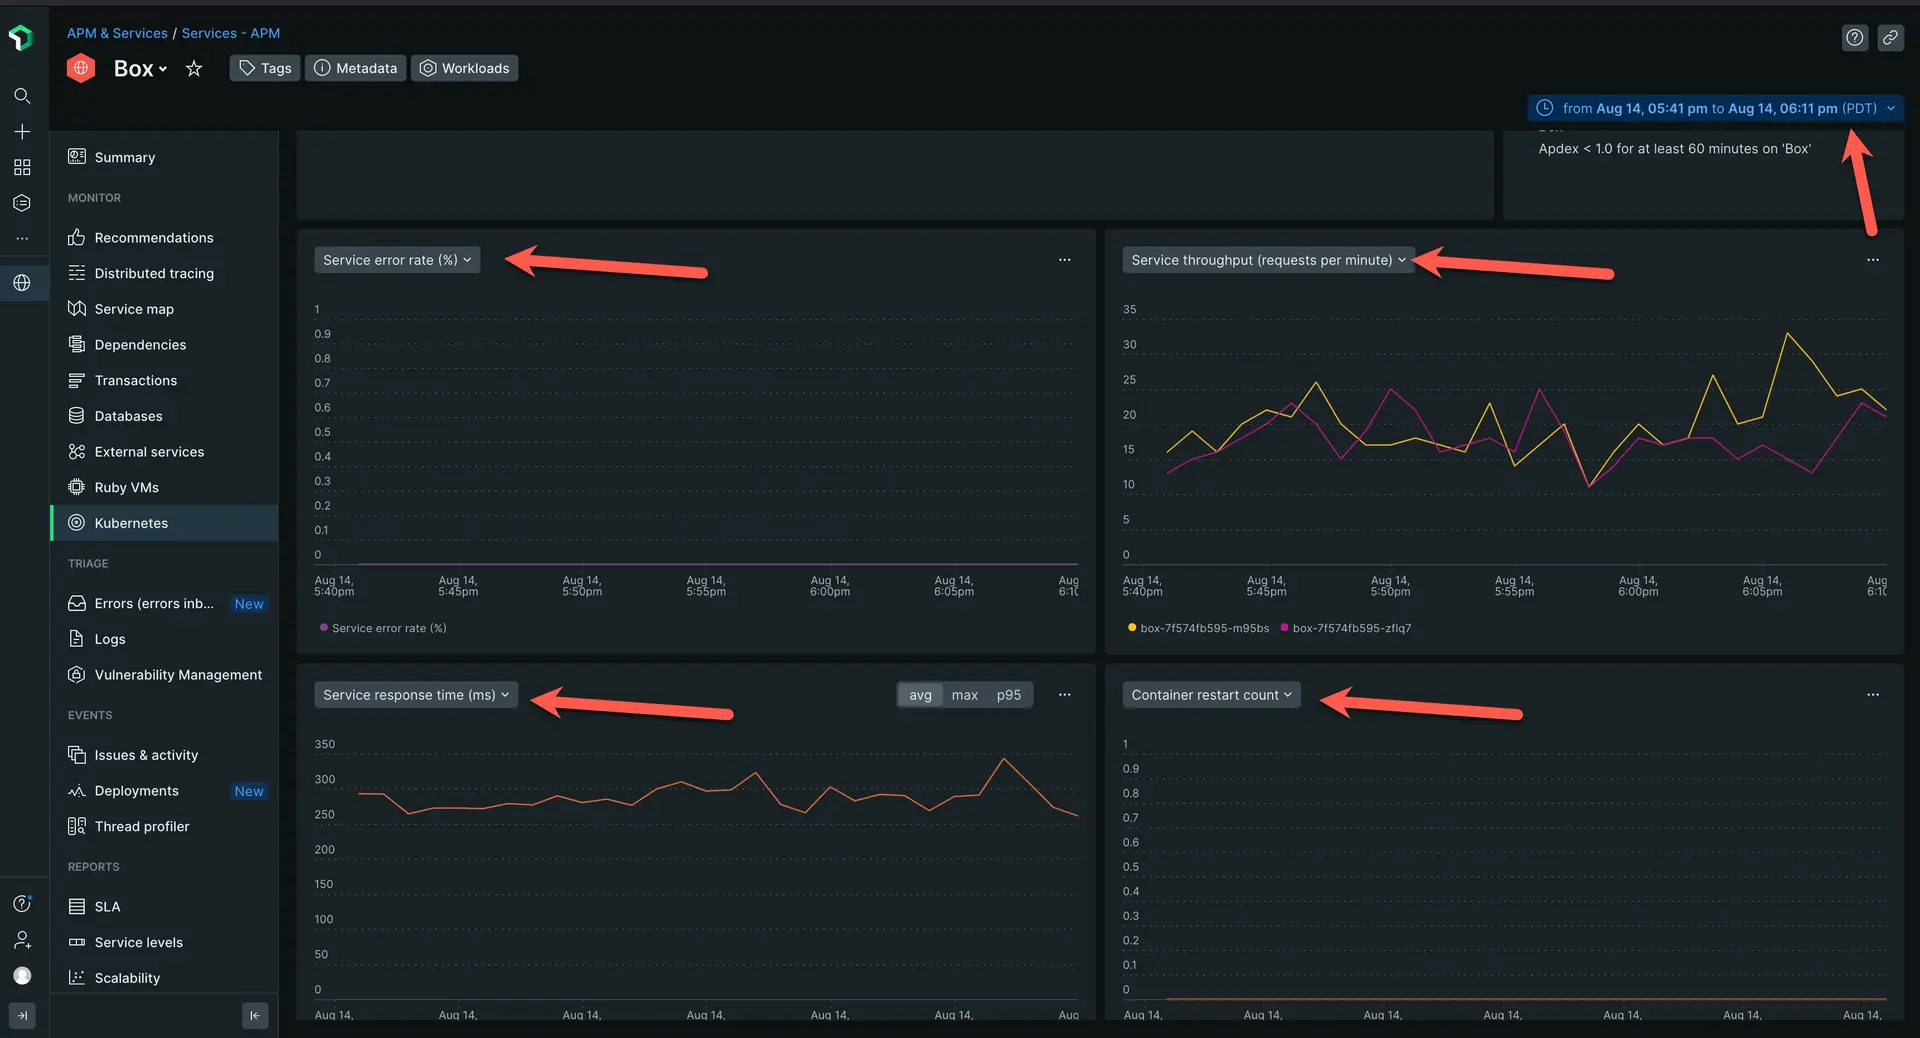 APM & Services / Services - APM
Box
Tags
Metadata
Workloads
from Aug 14, 05:41 pm to Aug 14, 06:11 pm (PDT)
Summary
MONITOR
Recommendations
Distributed tracing
Service map
Dependencies
Transactions
Databases
External services
Ruby VMs
Kubernetes
TRIAGE
Errors (errors inb... New
Logs
Vulnerability Management
EVENTS
Issues & activity
Deployments New
Thread profiler
REPORTS
SLA
Service levels
Scalability
Apdex < 1.0 for at least 60 minutes on 'Box'
Service error rate (%)
1
0.9
0.8
0.7
0.6
0.5
0.4
0.3
0.2
0.1
0
Aug 14, Aug 14, Aug 14, Aug 14, Aug 14, Aug 14, Aug
5:40pm 5:45pm 5:50pm 5:55pm 6:00pm 6:05pm 6:10
Service error rate (%)
Service throughput (requests per minute)
35
30
25
20
15
10
5
0
Aug 14, Aug 14, Aug 14, Aug 14, Aug 14, Aug 14, Aug
5:40pm 5:45pm 5:50pm 5:55pm 6:00pm 6:05pm 6:10
box-7f574fb595-m95bs box-7f574fb595-zflq7
Service response time (ms)
avg max p95
350
300
250
200
150
100
50
0
Aug 14, Aug 14, Aug 14, Aug 14, Aug 14, Aug 14, Aug
Container restart count
1
0.9
0.8
0.7
0.6
0.5
0.4
0.3
0.2
0.1
0
Aug 14, Aug 14, Aug 14, Aug 14, Aug 14, Aug 14, Aug 14,